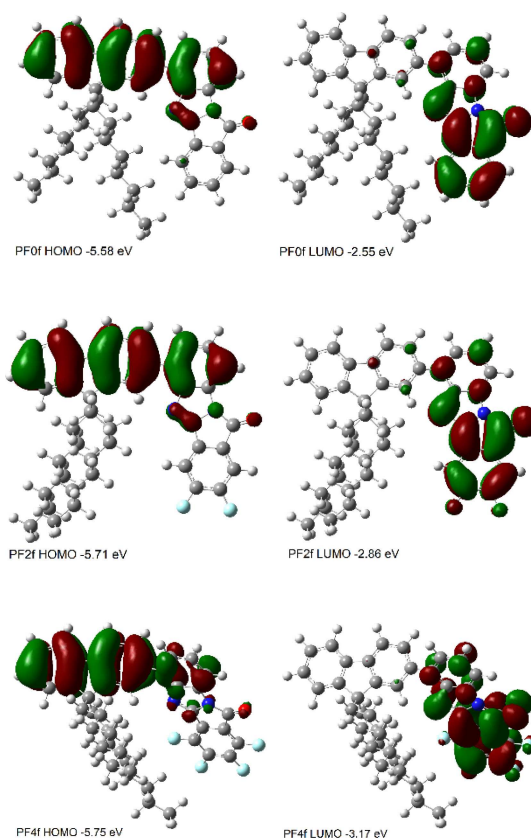 PF0f HOMO -5.58 eV
PF0f LUMO -2.55 eV
PF2f HOMO -5.71 eV
PF2f LUMO -2.86 eV
PF4f HOMO -5.75 eV
PF4f LUMO -3.17 eV